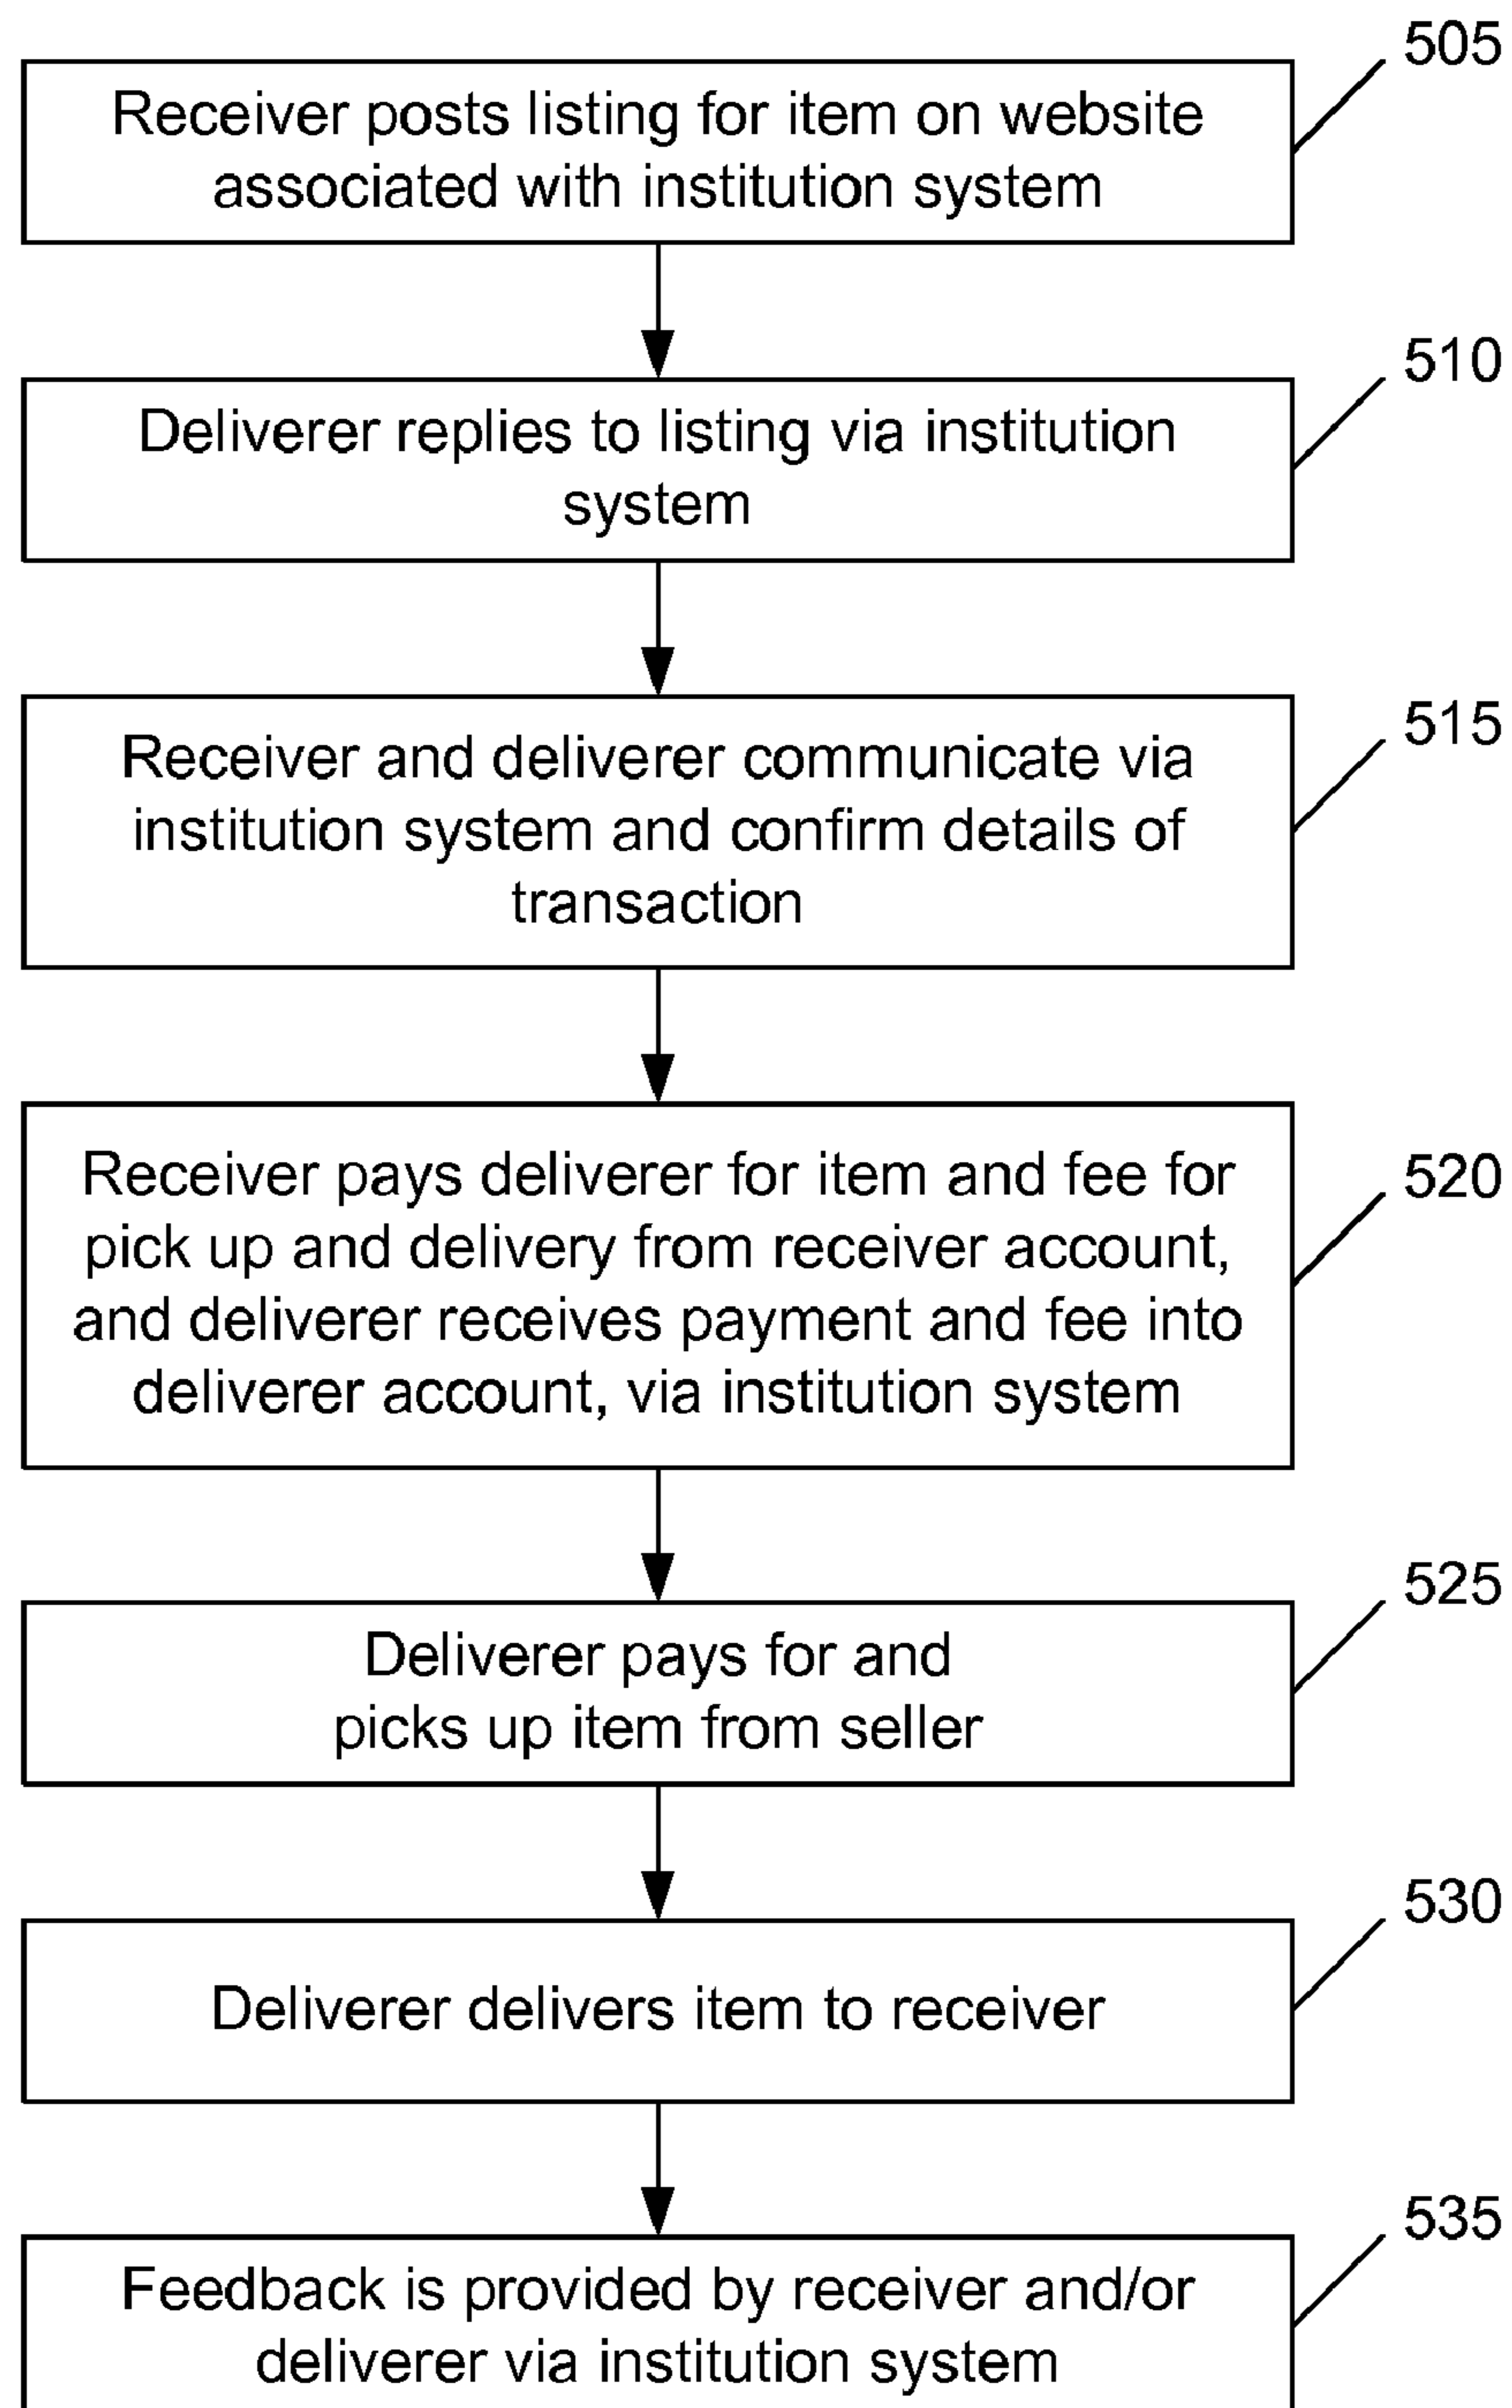 505
Receiver posts listing for item on website
associated with institution system
510
Deliverer replies to listing via institution
system
515
Receiver and deliverer communicate via
institution system and confirm details of
transaction
520
Receiver pays deliverer for item and fee for
pick up and delivery from receiver account,
and deliverer receives payment and fee into
deliverer account, via institution system
525
Deliverer pays for and
picks up item from seller
530
Deliverer delivers item to receiver
535
Feedback is provided by receiver and/or
deliverer via institution system